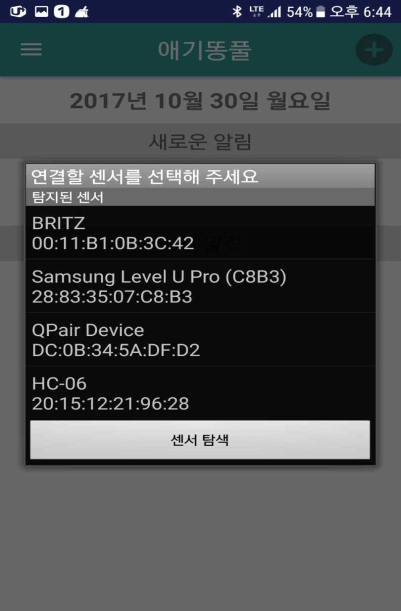 1 LTE 54% 오후 6:44
애기똥풀
2017년 10월 30일 월요일
새로운 알림
연결할 센서를 선택해 주세요
탐지된 센서
BRITZ
00:11:B1:0B:3C:42
Samsung Level U Pro (C8B3)
28:83:35:07:C8:B3
QPair Device
DC:0B:34:5A:DF:D2
HC-06
20:15:12:21:96:28
센서 탐색